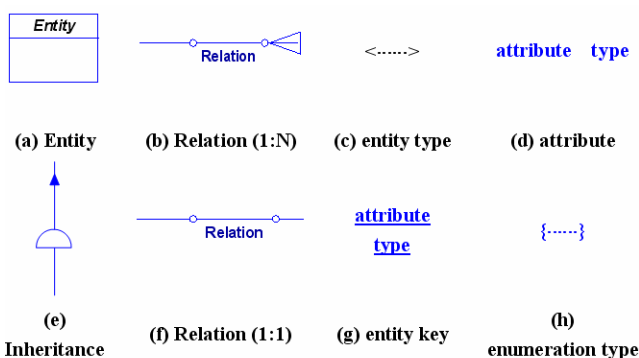 Entity
Relation
<------>
attribute type
(a) Entity
(b) Relation (1:N)
(c) entity type
(d) attribute
Relation
attribute
type
{------}
(e)
Inheritance
(f) Relation (1:1)
(g) entity key
(h)
enumeration type